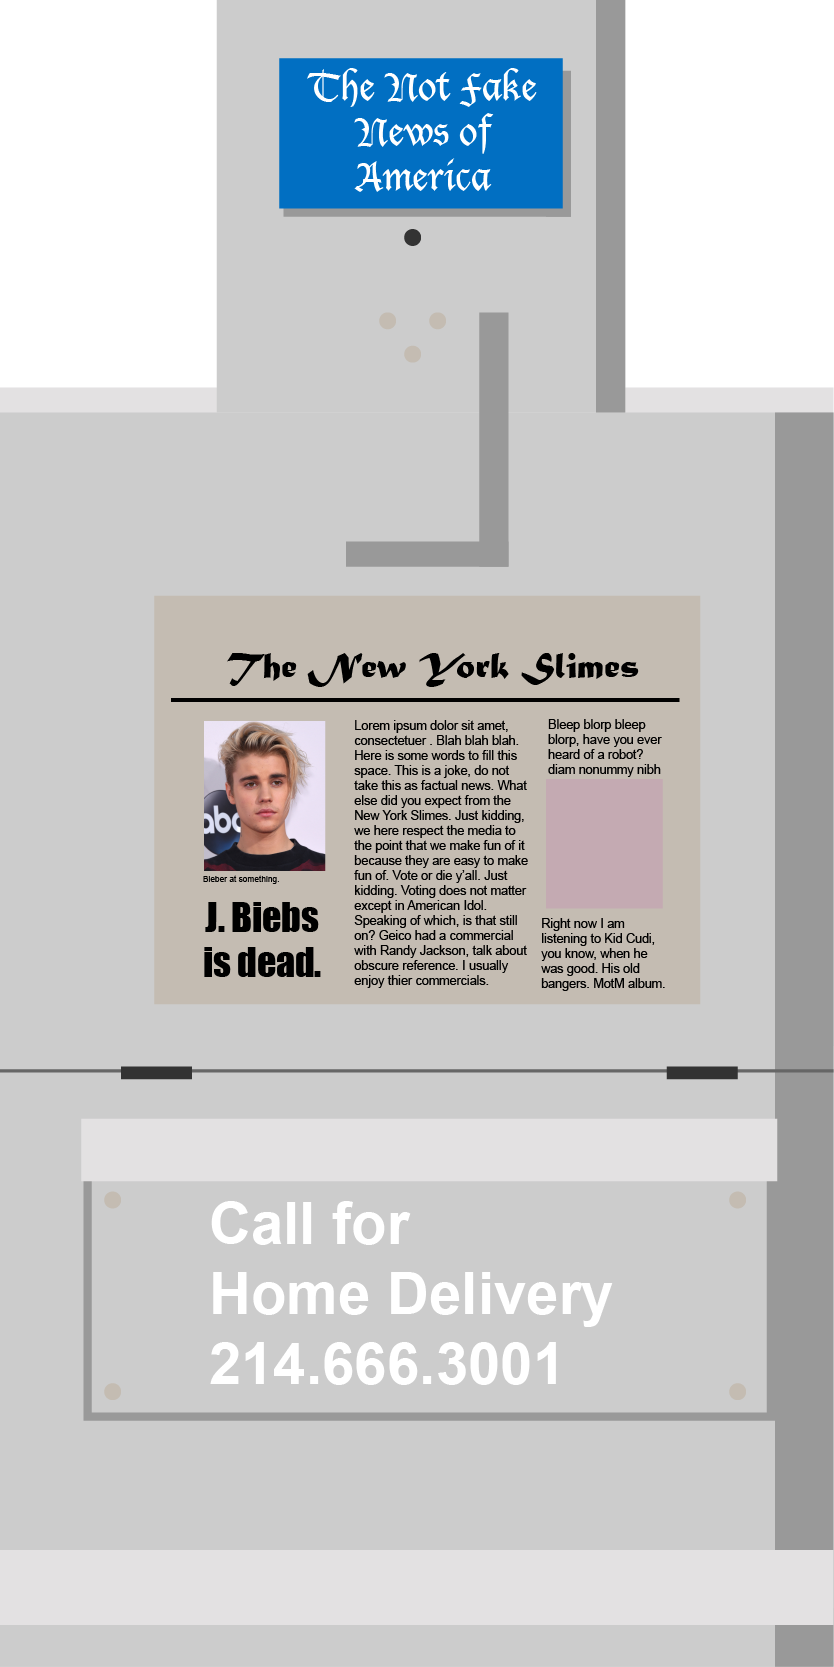 The Not Fake
News of
America
The New York Slimes
abc
Bieber at something.
J. Biebs
is dead.
Lorem ipsum dolor sit amet,
consectetuer . Blah blah blah.
Here is some words to fill this
space. This is a joke, do not
take this as factual news. What
else did you expect from the
New York Slimes. Just kidding,
we here respect the media to
the point that we make fun of it
because they are easy to make
fun of. Vote or die y'all. Just
kidding. Voting does not matter
except in American Idol.
Speaking of which, is that still
on? Geico had a commercial
with Randy Jackson, talk about
obscure reference. I usually
enjoy thier commercials.
Bleep blorp bleep
blorp, have you ever
heard of a robot?
diam nonummy nibh
Right now I am
listening to Kid Cudi,
you know, when he
was good. His old
bangers. MotM album.
Call for
Home Delivery
214.666.3001